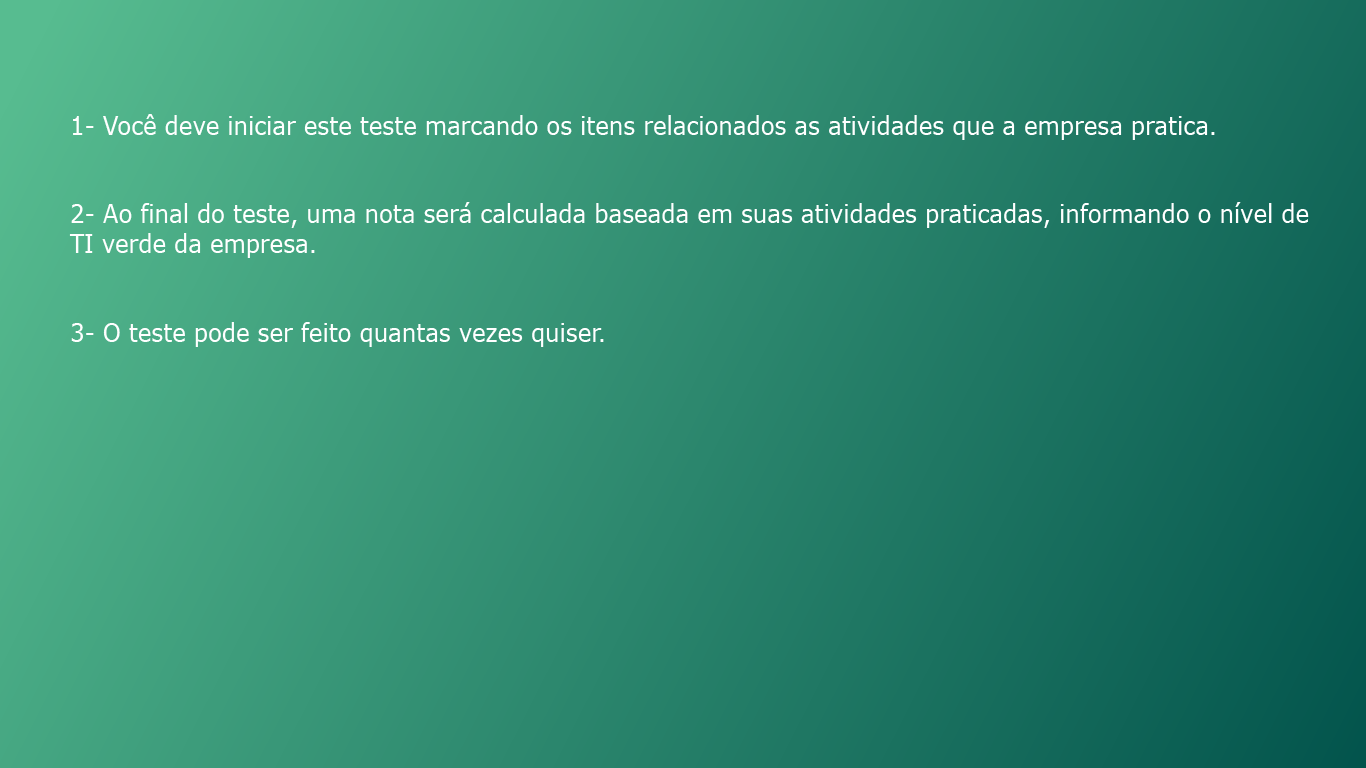 1- Você deve iniciar este teste marcando os itens relacionados as atividades que a empresa pratica.
2- Ao final do teste, uma nota será calculada baseada em suas atividades praticadas, informando o nível de
TI verde da empresa.
3- O teste pode ser feito quantas vezes quiser.